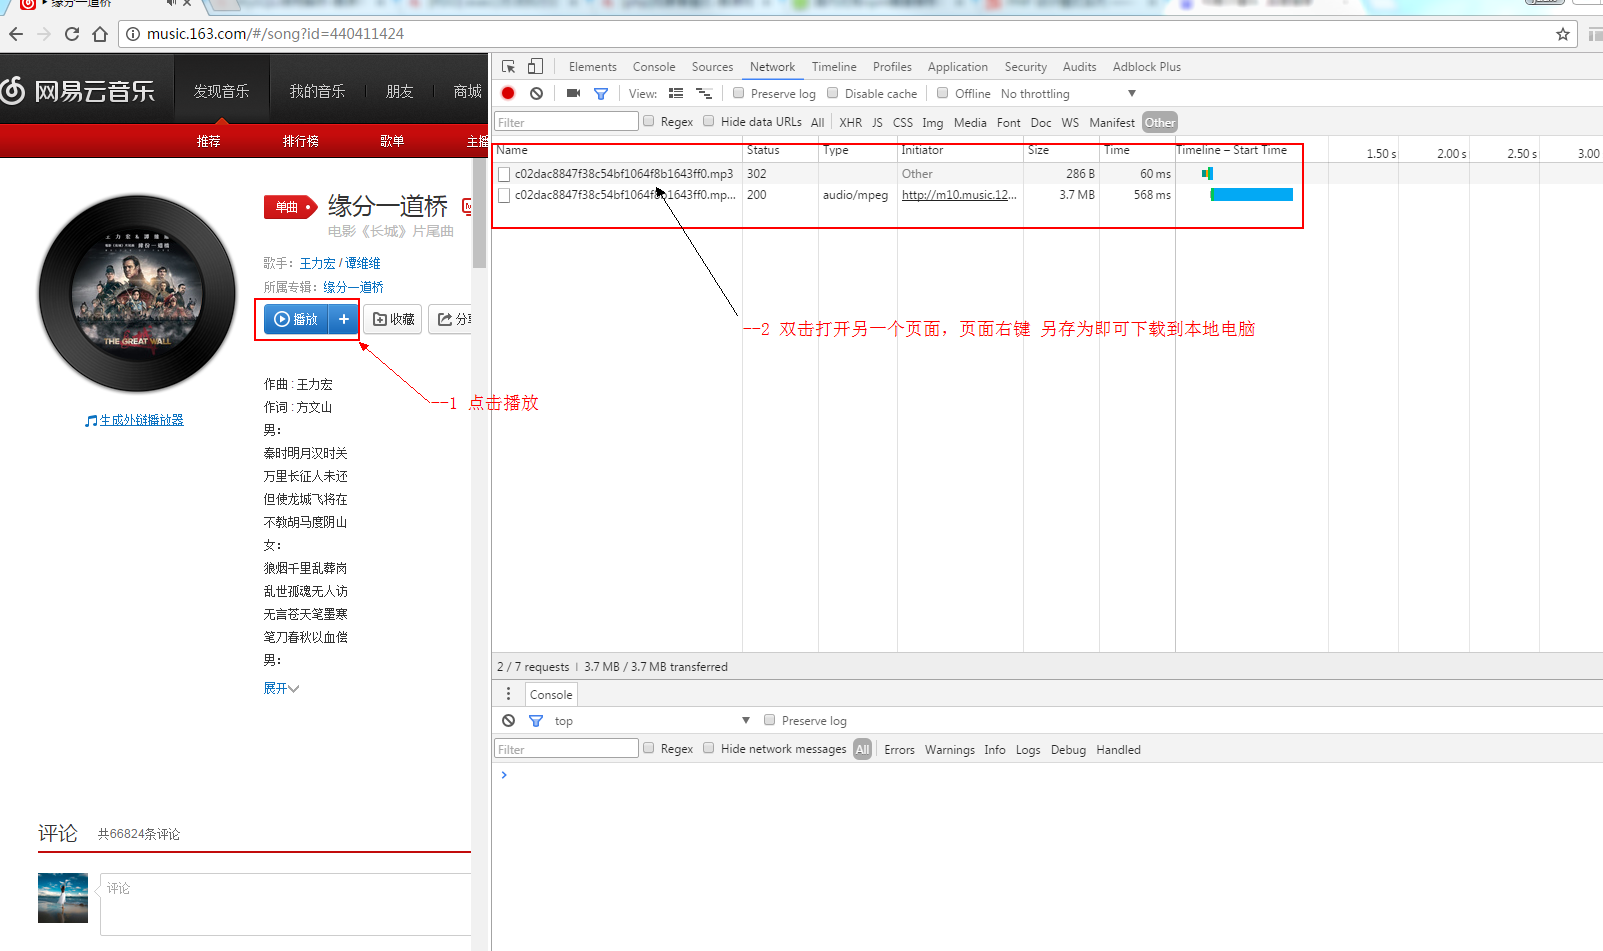 缘分一道桥
music.163.com/#/song?id=440411424
网易云音乐
发现音乐
我的音乐
朋友
商城
推荐
排行榜
歌单
主播
单曲
缘分一道桥
电影《长城》片尾曲
歌手：王力宏 / 谭维维
所属专辑：缘分一道桥
播放
+
收藏
分享
THE GREAT WALL
生成外链播放器
作曲 : 王力宏
作词 : 方文山
男：
秦时明月汉时关
万里长征人未还
但使龙城飞将在
不教胡马度阴山
女：
狼烟千里乱葬岗
乱世孤魂无人访
无言苍天笔墨寒
笔刀春秋以血偿
男：
展开
评论
共66824条评论
评论
--1 点击播放
Elements Console Sources Network Timeline Profiles Application Security Audits Adblock Plus
View: Preserve log Disable cache Offline No throttling
Filter Regex Hide data URLs All XHR JS CSS Img Media Font Doc WS Manifest Other
Name Status Type Initiator Size Time Timeline – Start Time 1.50 s 2.00 s 2.50 s 3.00
c02dac8847f38c54bf1064f8b1643ff0.mp3 302 Other 286 B 60 ms
c02dac8847f38c54bf1064f8b1643ff0.mp... 200 audio/mpeg http://m10.music.12... 3.7 MB 568 ms
--2 双击打开另一个页面，页面右键 另存为即可下载到本地电脑
2 / 7 requests | 3.7 MB / 3.7 MB transferred
Console
top Preserve log
Filter Regex Hide network messages All Errors Warnings Info Logs Debug Handled